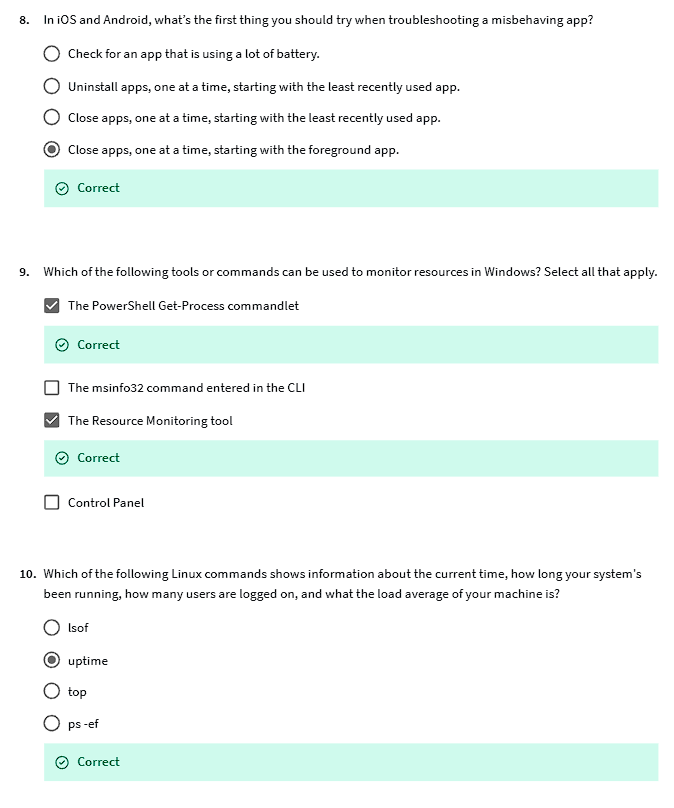 8. In iOS and Android, what's the first thing you should try when troubleshooting a misbehaving app?
Check for an app that is using a lot of battery.
Uninstall apps, one at a time, starting with the least recently used app.
Close apps, one at a time, starting with the least recently used app.
Close apps, one at a time, starting with the foreground app.
Correct
9. Which of the following tools or commands can be used to monitor resources in Windows? Select all that apply.
The PowerShell Get-Process commandlet
Correct
The msinfo32 command entered in the CLI
The Resource Monitoring tool
Correct
Control Panel
10. Which of the following Linux commands shows information about the current time, how long your system's
been running, how many users are logged on, and what the load average of your machine is?
lsof
uptime
top
ps -ef
Correct